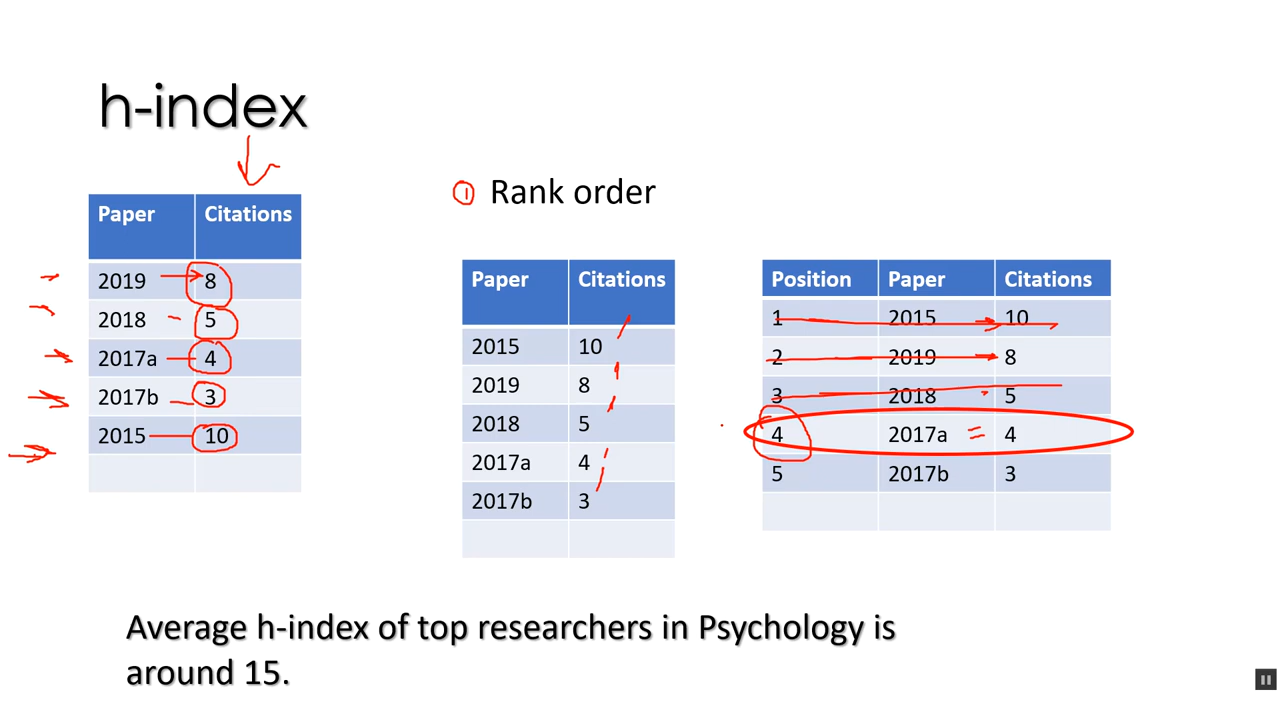 h-index
Paper Citations
2019 8
2018 5
2017a 4
2017b 3
2015 10
1 Rank order
Paper Citations
2015 10
2019 8
2018 5
2017a 4
2017b 3
Position Paper Citations
1 2015 10
2 2019 8
3 2018 5
4 2017a = 4
5 2017b 3
Average h-index of top researchers in Psychology is
around 15.